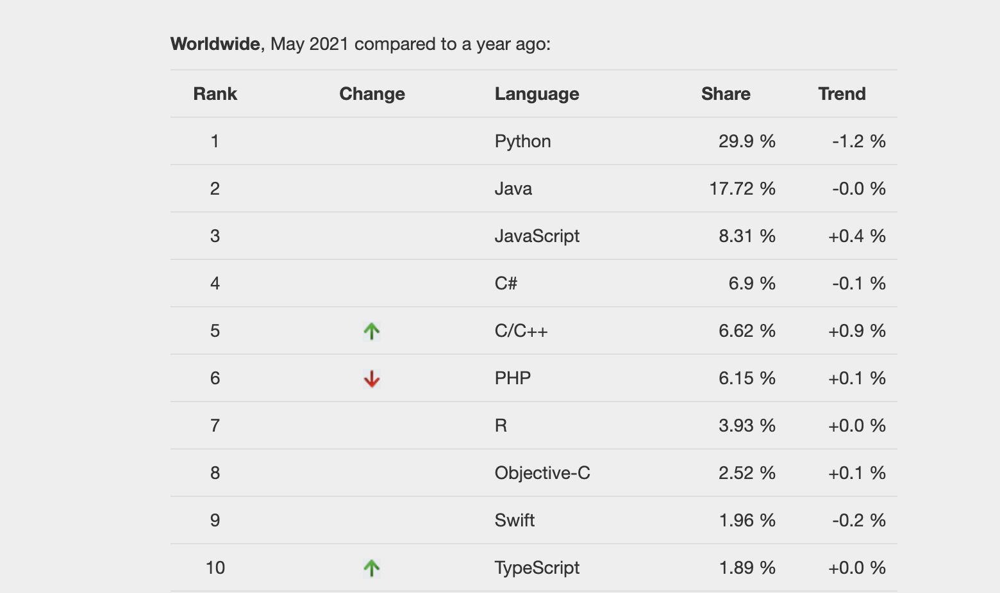 Worldwide, May 2021 compared to a year ago:
Rank Change Language Share Trend
1 Python 29.9 % -1.2 %
2 Java 17.72 % -0.0 %
3 JavaScript 8.31 % +0.4 %
4 C# 6.9 % -0.1 %
5 C/C++ 6.62 % +0.9 %
6 PHP 6.15 % +0.1 %
7 R 3.93 % +0.0 %
8 Objective-C 2.52 % +0.1 %
9 Swift 1.96 % -0.2 %
10 TypeScript 1.89 % +0.0 %